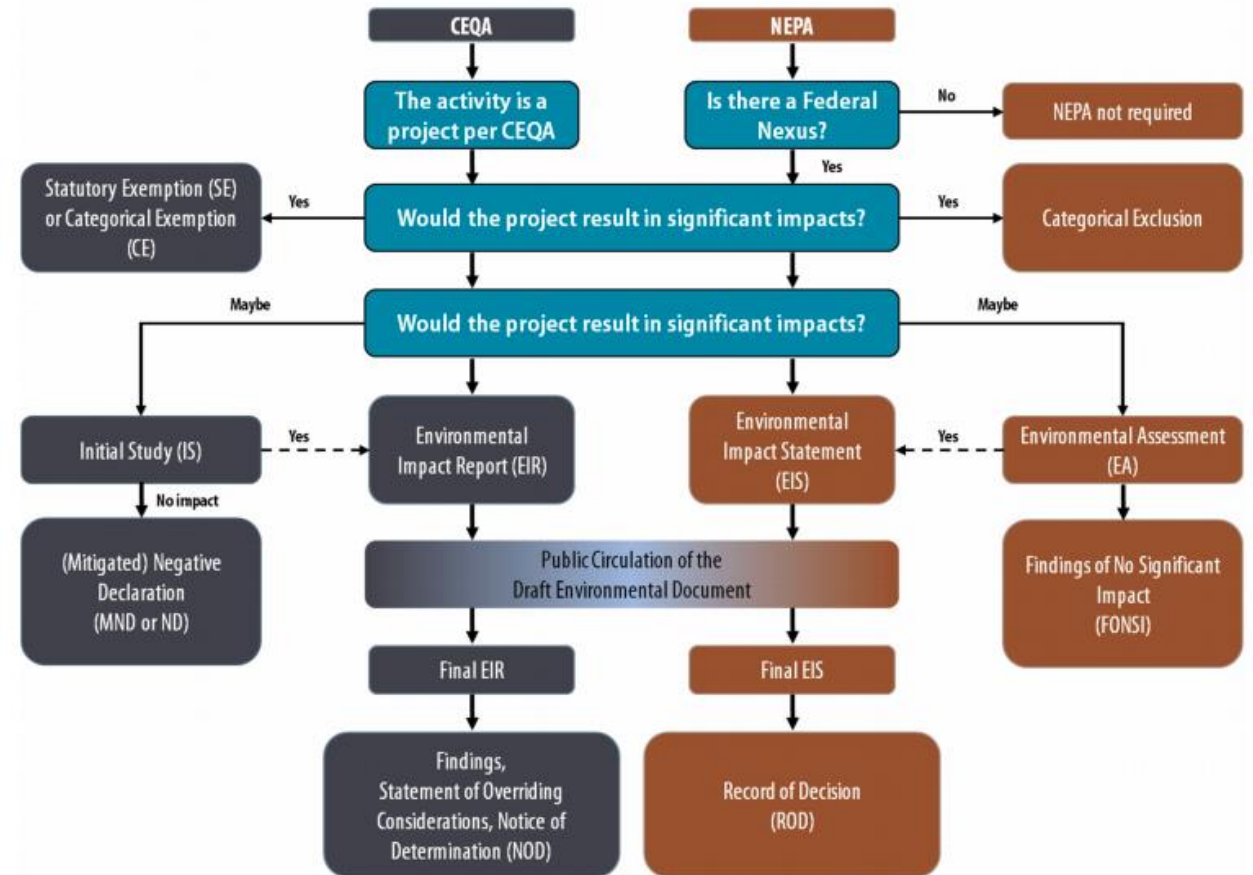 CEQA
NEPA
The activity is a
project per CEQA
Is there a Federal
Nexus?
No
NEPA not required
Yes
Statutory Exemption (SE)
or Categorical Exemption
(CE)
Yes
Would the project result in significant impacts?
Yes
Categorical Exclusion
Maybe
Would the project result in significant impacts?
Maybe
Initial Study (IS)
Yes
Environmental
Impact Report (EIR)
Environmental
Impact Statement
(EIS)
Yes
Environmental Assessment
(EA)
No impact
(Mitigated) Negative
Declaration
(MND or ND)
Public Circulation of the
Draft Environmental Document
Findings of No Significant
Impact
(FONSI)
Final EIR
Final EIS
Findings,
Statement of Overriding
Considerations, Notice of
Determination (NOD)
Record of Decision
(ROD)